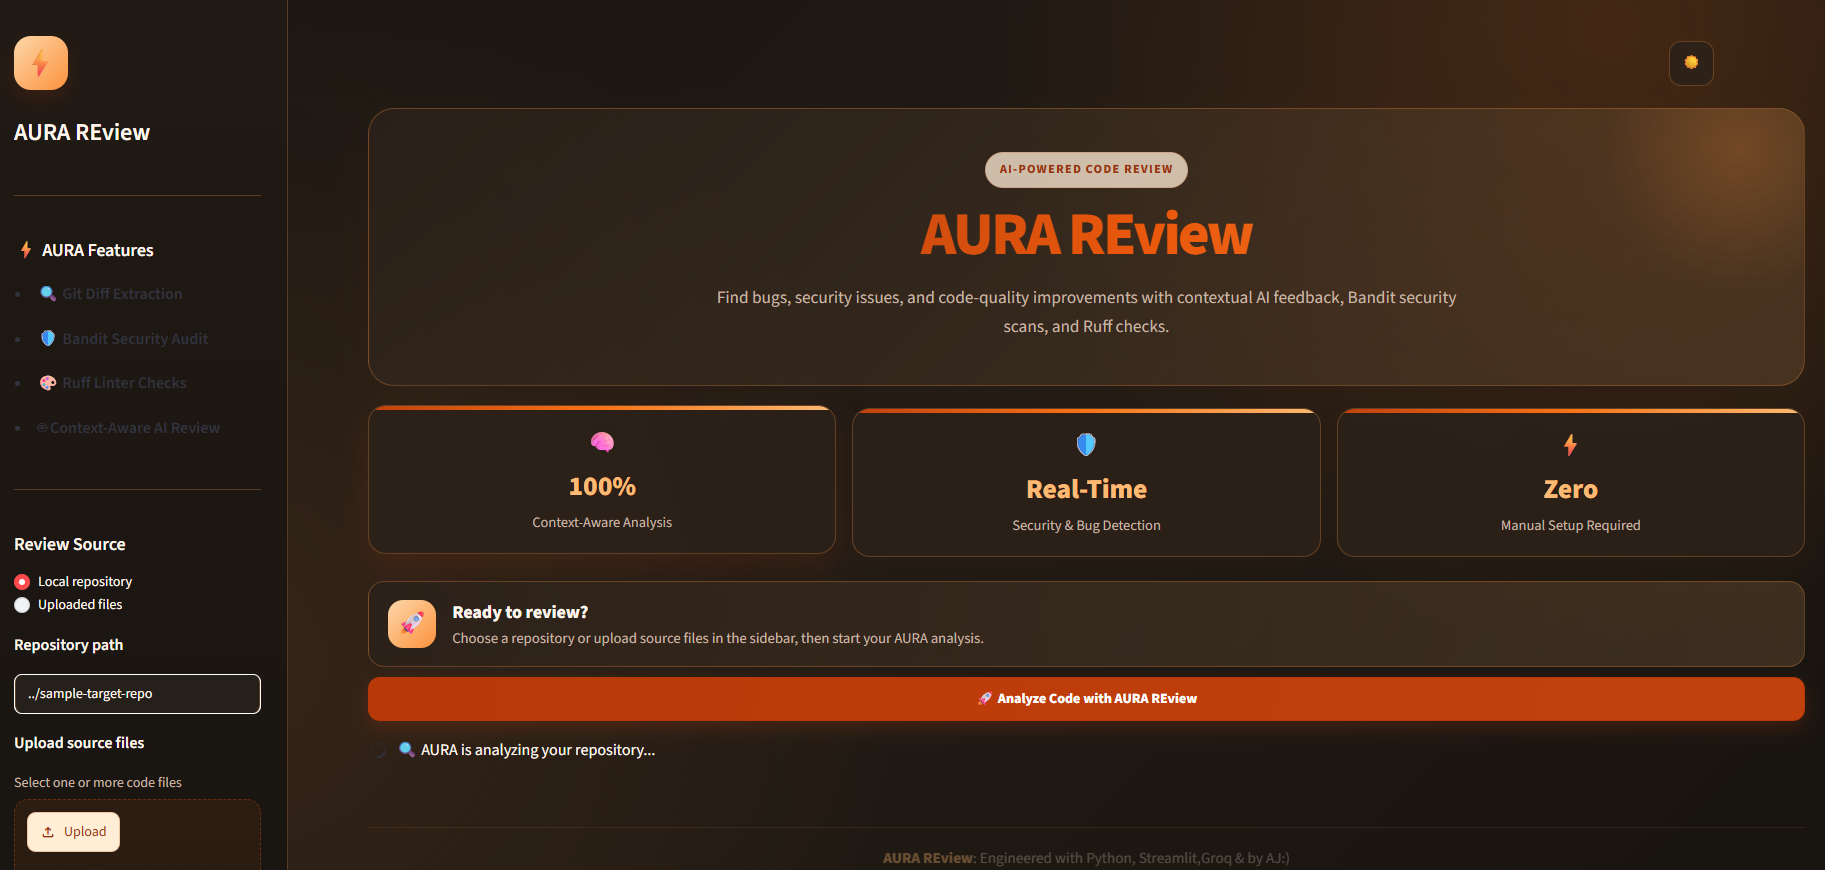 AURA REview
AURA Features
Git Diff Extraction
Bandit Security Audit
Ruff Linter Checks
Context-Aware AI Review
Review Source
Local repository
Uploaded files
Repository path
../sample-target-repo
Upload source files
Select one or more code files
Upload
AI-POWERED CODE REVIEW
AURA REview
Find bugs, security issues, and code-quality improvements with contextual AI feedback, Bandit security
scans, and Ruff checks.
100%
Context-Aware Analysis
Real-Time
Security & Bug Detection
Zero
Manual Setup Required
Ready to review?
Choose a repository or upload source files in the sidebar, then start your AURA analysis.
Analyze Code with AURA REview
AURA is analyzing your repository...
AURA REview: Engineered with Python, Streamlit,Groq & by AJ:)